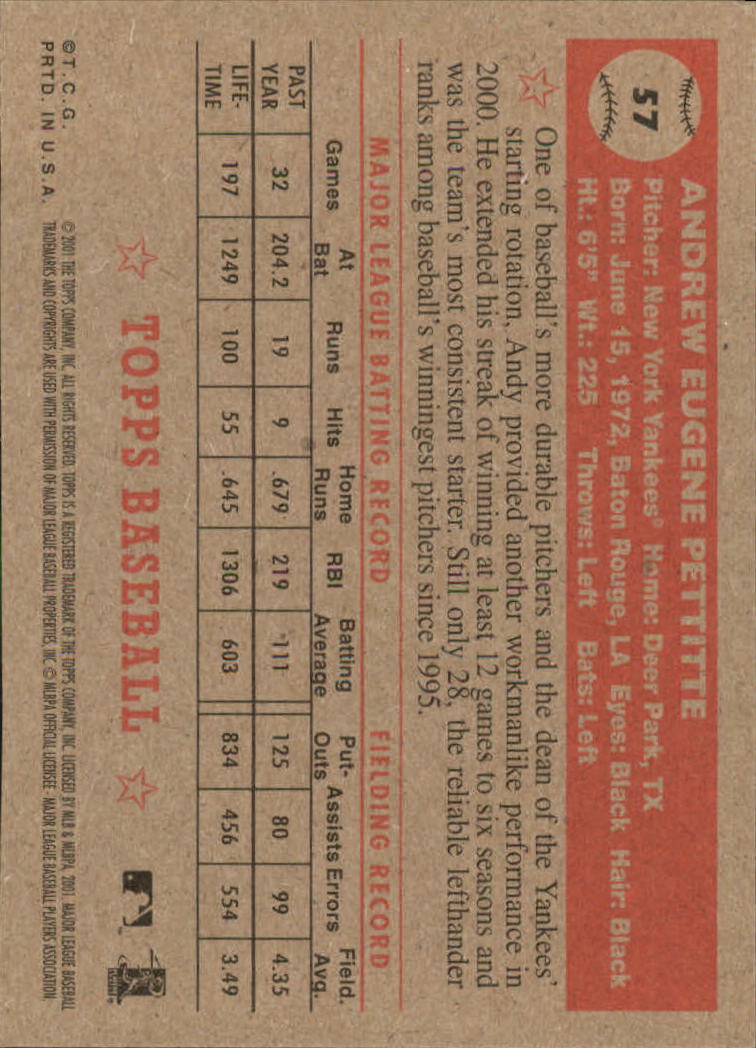 57
ANDREW EUGENE PETTITTE
Pitcher: New York Yankees® Home: Deer Park, TX
Born: June 15, 1972, Baton Rouge, LA Eyes: Black Hair: Black
Ht.: 6'5" Wt.: 225 Throws: Left Bats: Left
One of baseball's more durable pitchers and the dean of the Yankees'
starting rotation, Andy provided another workmanlike performance in
2000. He extended his streak of winning at least 12 games to six seasons and
was the team's most consistent starter. Still only 28, the reliable lefthander
ranks among baseball's winningest pitchers since 1995.
MAJOR LEAGUE BATTING RECORD FIELDING RECORD
Games At Bat Runs Hits Home Runs RBI Batting Average Put-Outs Assists Errors Field. Avg.
PAST YEAR 32 204.2 19 9 .679 219 111 125 80 99 4.35
LIFE-TIME 197 1249 100 55 .645 1306 603 834 456 554 3.49
TOPPS BASEBALL
©T.C.G. © 2001 THE TOPPS COMPANY, INC. ALL RIGHTS RESERVED. TOPPS IS A REGISTERED TRADEMARK OF THE TOPPS COMPANY, INC. LICENSED BY MLB & MLBPA, 2001. MAJOR LEAGUE BASEBALL
PRTD. IN U.S.A. TRADEMARKS AND COPYRIGHTS ARE USED WITH PERMISSION OF MAJOR LEAGUE BASEBALL PROPERTIES, INC. © MLBPA OFFICIAL LICENSEE - MAJOR LEAGUE BASEBALL PLAYERS ASSOCIATION